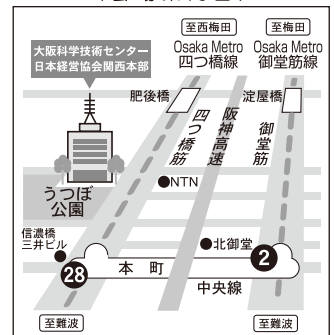 至西梅田
至梅田
Osaka Metro
四つ橋線
Osaka Metro
御堂筋線
大阪科学技術センター
日本経営協会関西本部
肥後橋
淀屋橋
四つ橋筋
阪神高速
御堂筋
うつぼ
公園
●NTN
信濃橋
三井ビル
●北御堂
28
2
本町
中央線
至難波
至難波